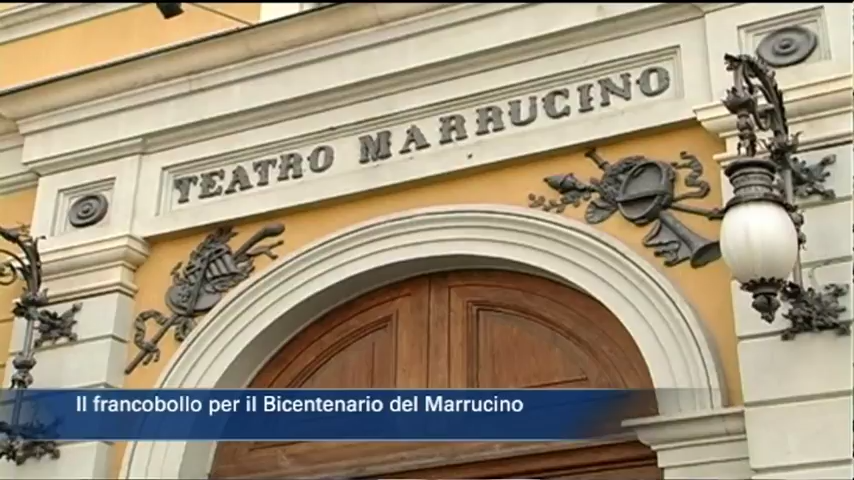 TEATRO MARRUCINO
Il francobollo per il Bicentenario del Marrucino